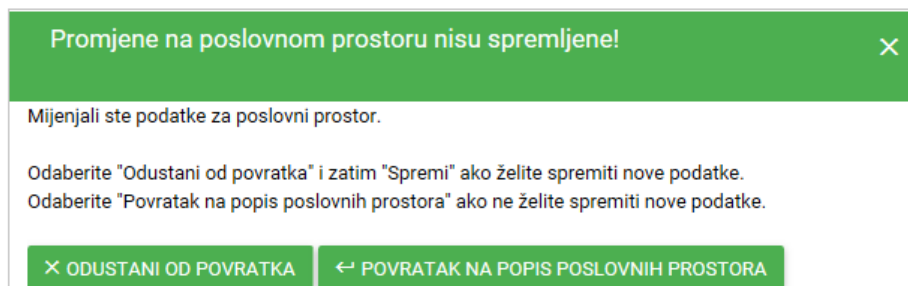 Promjene na poslovnom prostoru nisu spremljene!
Mijenjali ste podatke za poslovni prostor.
Odaberite "Odustani od povratka" i zatim "Spremi" ako želite spremiti nove podatke.
Odaberite "Povratak na popis poslovnih prostora" ako ne želite spremiti nove podatke.
ODUSTANI OD POVRATKA
POVRATAK NA POPIS POSLOVNIH PROSTORA